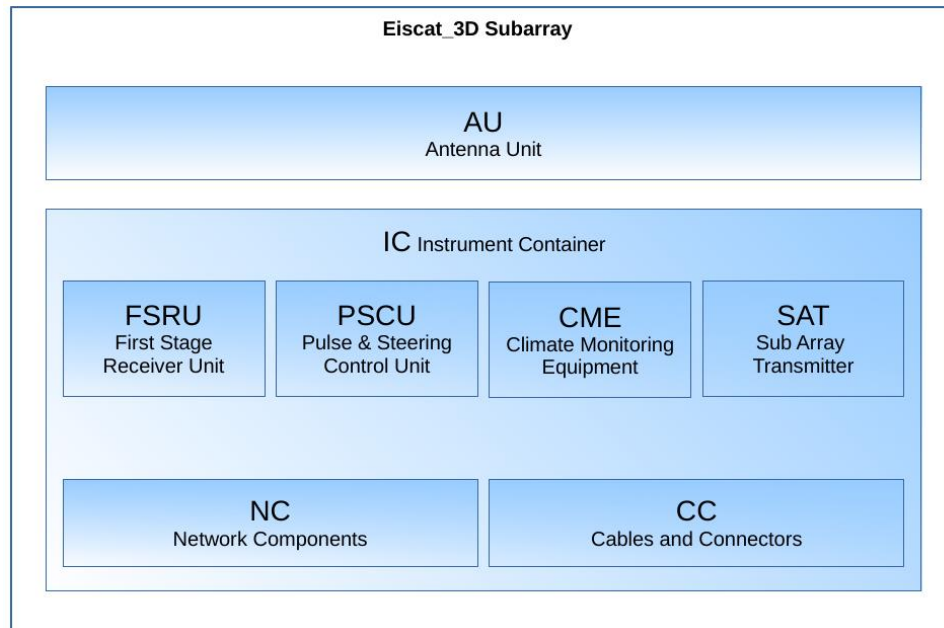 Eiscat_3D Subarray
AU
Antenna Unit
IC Instrument Container
FSRU
First Stage
Receiver Unit
PSCU
Pulse & Steering
Control Unit
CME
Climate Monitoring
Equipment
SAT
Sub Array
Transmitter
NC
Network Components
CC
Cables and Connectors